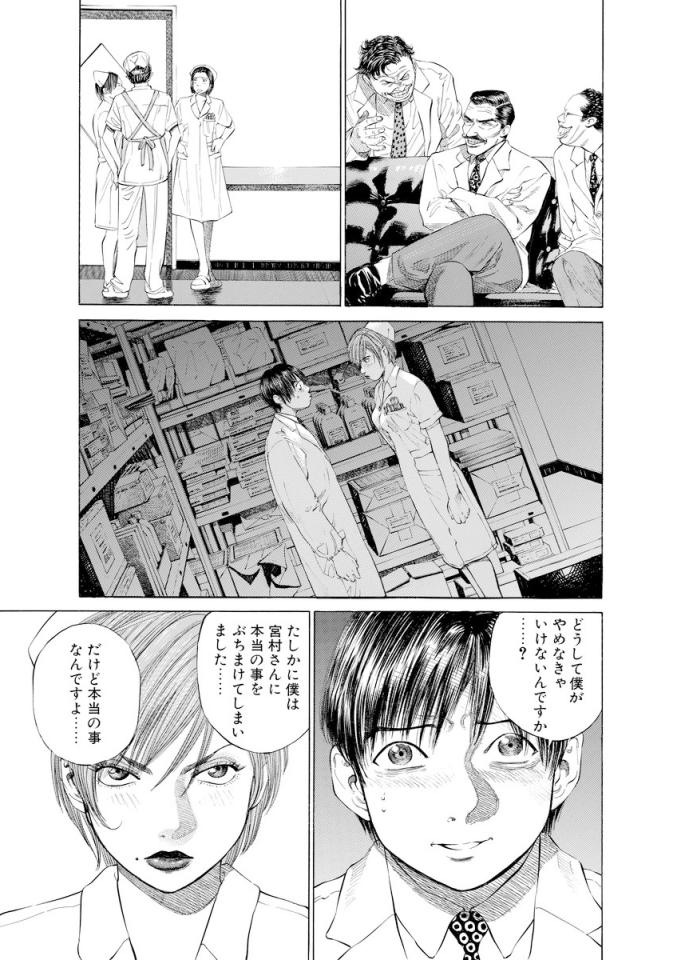 どうして僕が
やめなきゃ
いけないんですか
……?
たしかに僕は
宮村さんに
本当の事を
ぶちまけてしまい
ました……
だけど本当の事
なんですよ……